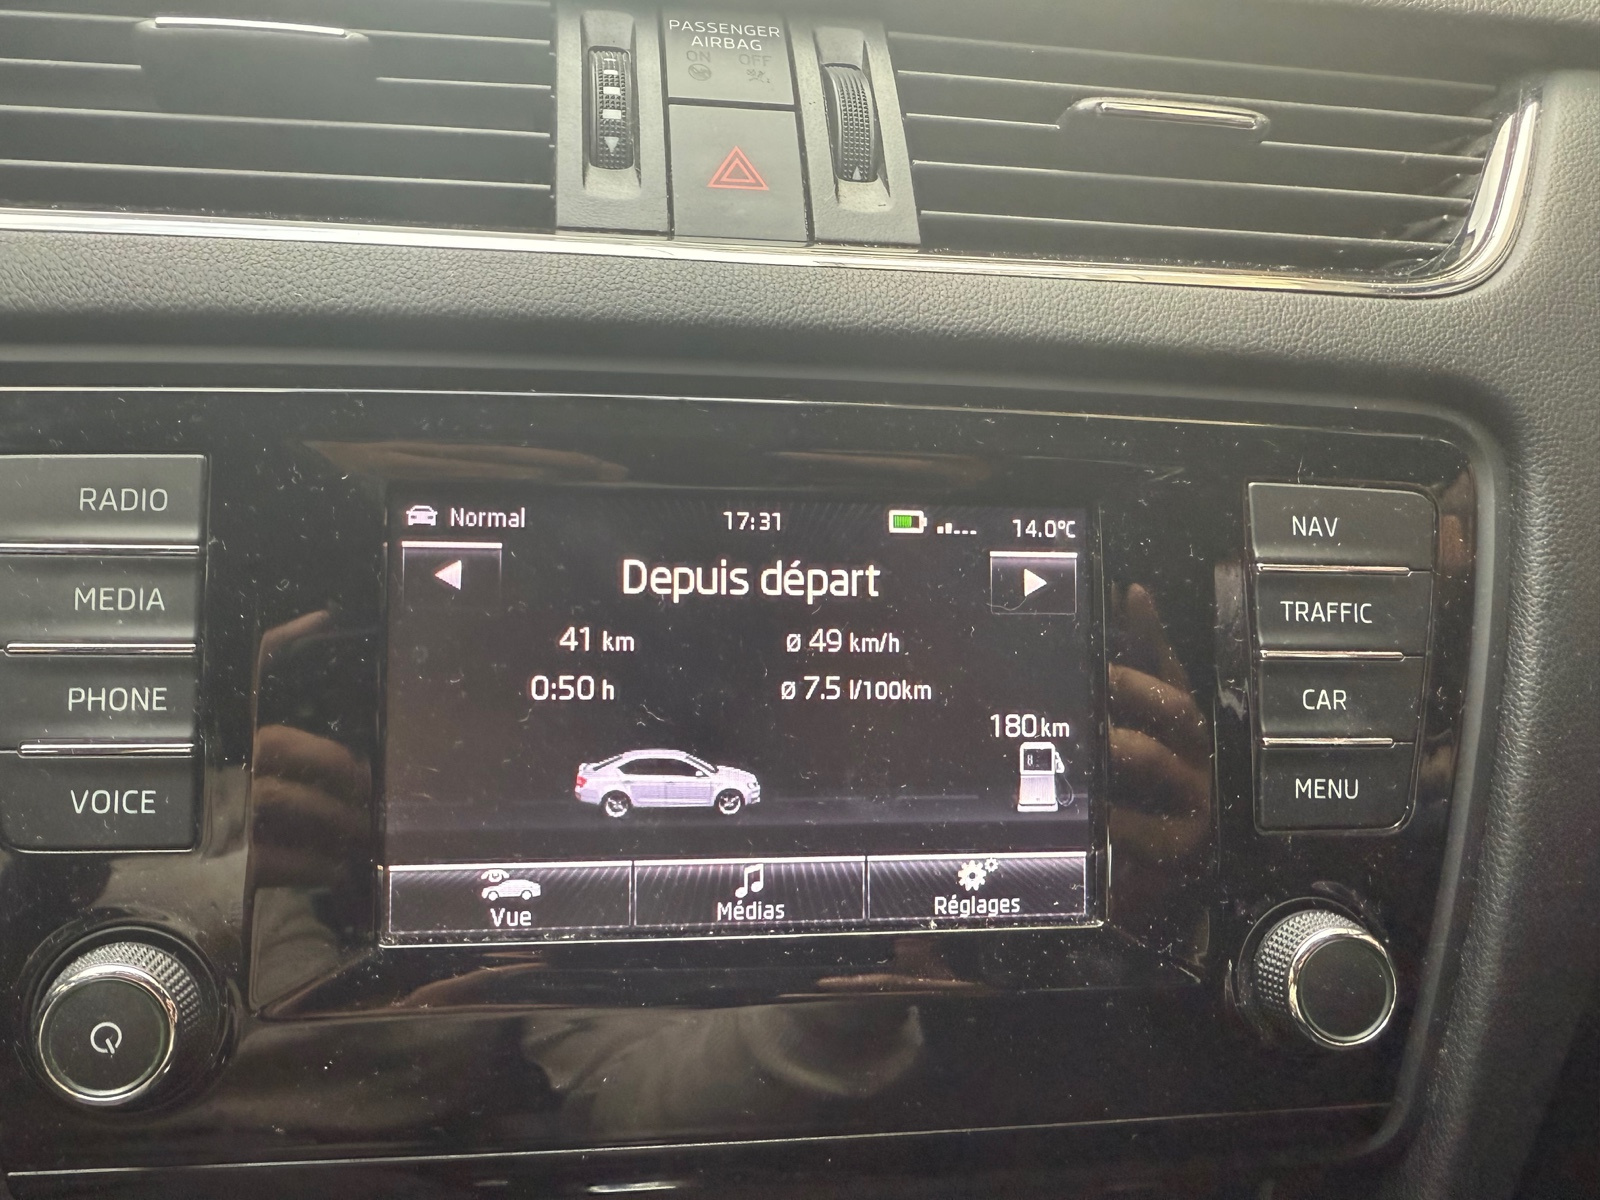 PASSENGER
AIRBAG
ON OFF
RADIO
MEDIA
PHONE
VOICE
Normal 17:31 14.0°C
Depuis départ
41 km ø 49 km/h
0:50 h ø 7.5 l/100km
180 km
8
Vue Médias Réglages
NAV
TRAFFIC
CAR
MENU